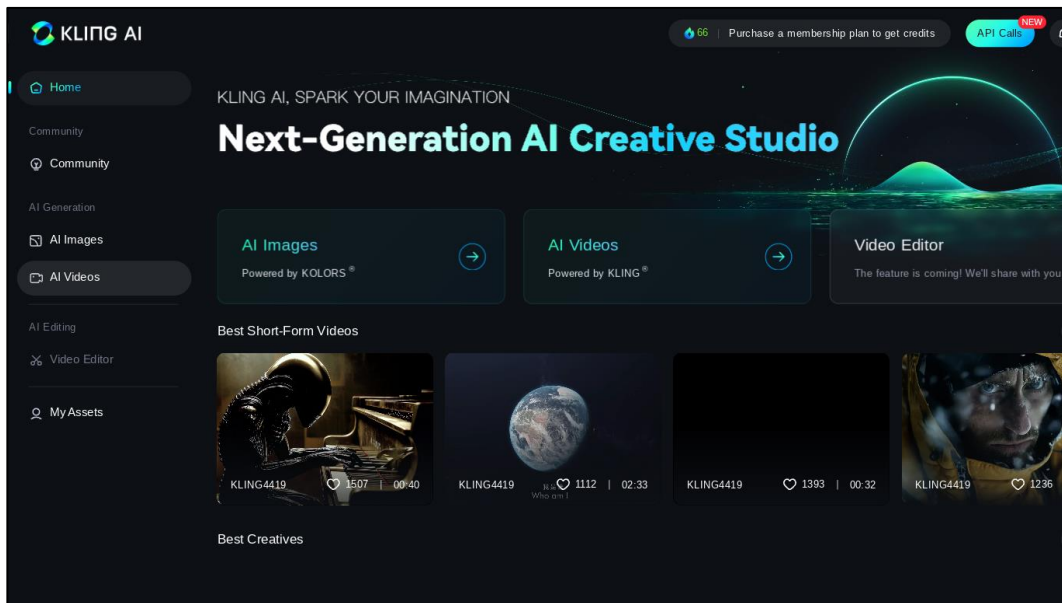 KLING AI
66 | Purchase a membership plan to get credits
API Calls
NEW
Home
Community
Community
AI Generation
AI Images
AI Videos
AI Editing
Video Editor
My Assets
KLING AI, SPARK YOUR IMAGINATION
Next-Generation AI Creative Studio
AI Images
Powered by KOLORS ®
AI Videos
Powered by KLING ®
Video Editor
The feature is coming! We'll share with you
Best Short-Form Videos
KLING4419 1507 | 00:40
KLING4419 1112 | 02:33
Who am I
KLING4419 1393 | 00:32
KLING4419 1236
Best Creatives